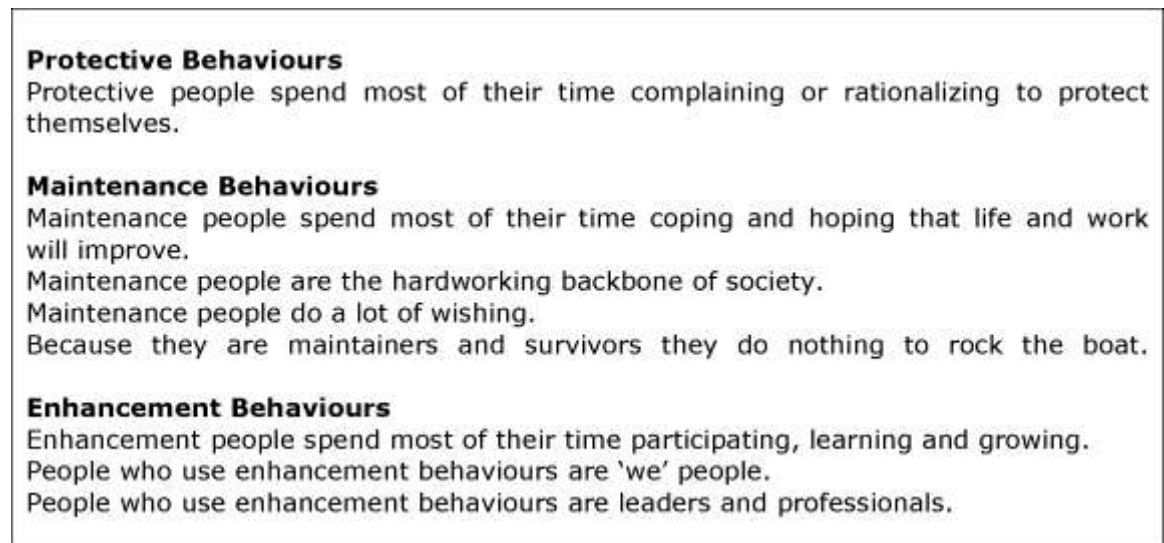 Protective Behaviours
Protective people spend most of their time complaining or rationalizing to protect
themselves.
Maintenance Behaviours
Maintenance people spend most of their time coping and hoping that life and work
will improve.
Maintenance people are the hardworking backbone of society.
Maintenance people do a lot of wishing.
Because they are maintainers and survivors they do nothing to rock the boat.
Enhancement Behaviours
Enhancement people spend most of their time participating, learning and growing.
People who use enhancement behaviours are ‘we’ people.
People who use enhancement behaviours are leaders and professionals.